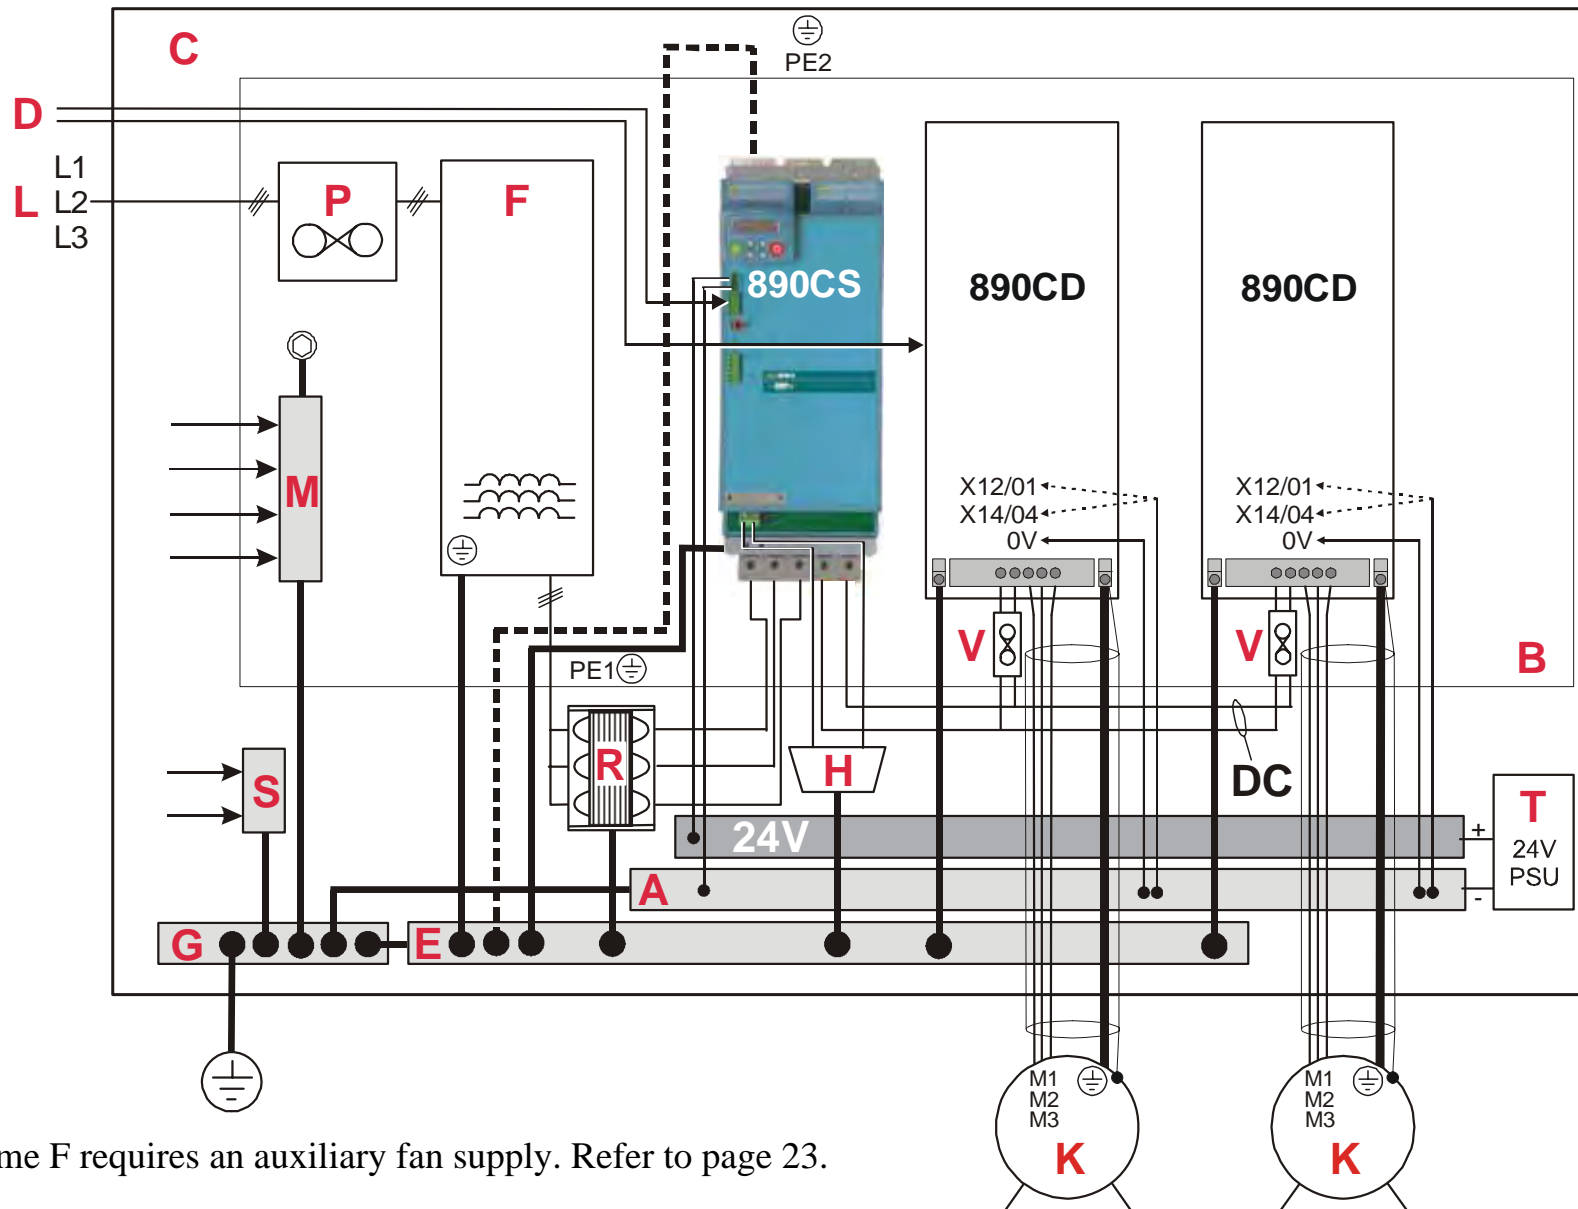 C
PE2
D
L1
L L2
L3
P
F
890CS
890CD
890CD
M
X12/01
X14/04
0V
X12/01
X14/04
0V
V
V
B
PE1
R
H
DC
S
T
24V
PSU
+
-
24V
A
G
E
M1
M2
M3
K
M1
M2
M3
K
me F requires an auxiliary fan supply. Refer to page 23.